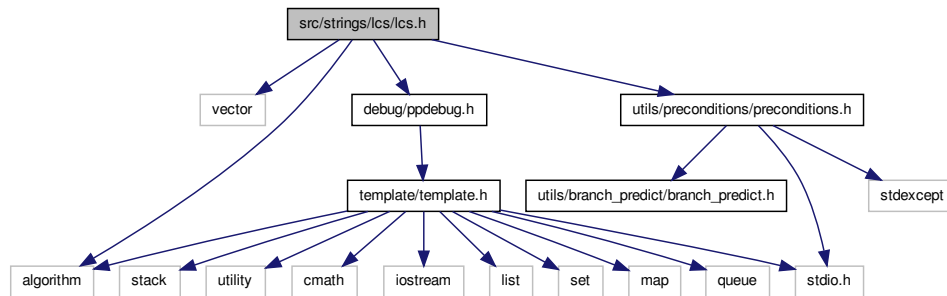 src/strings/lcs/lcs.h
vector
debug/ppdebug.h
utils/preconditions/preconditions.h
template/template.h
utils/branch_predict/branch_predict.h
stdexcept
algorithm
stack
utility
cmath
iostream
list
set
map
queue
stdio.h